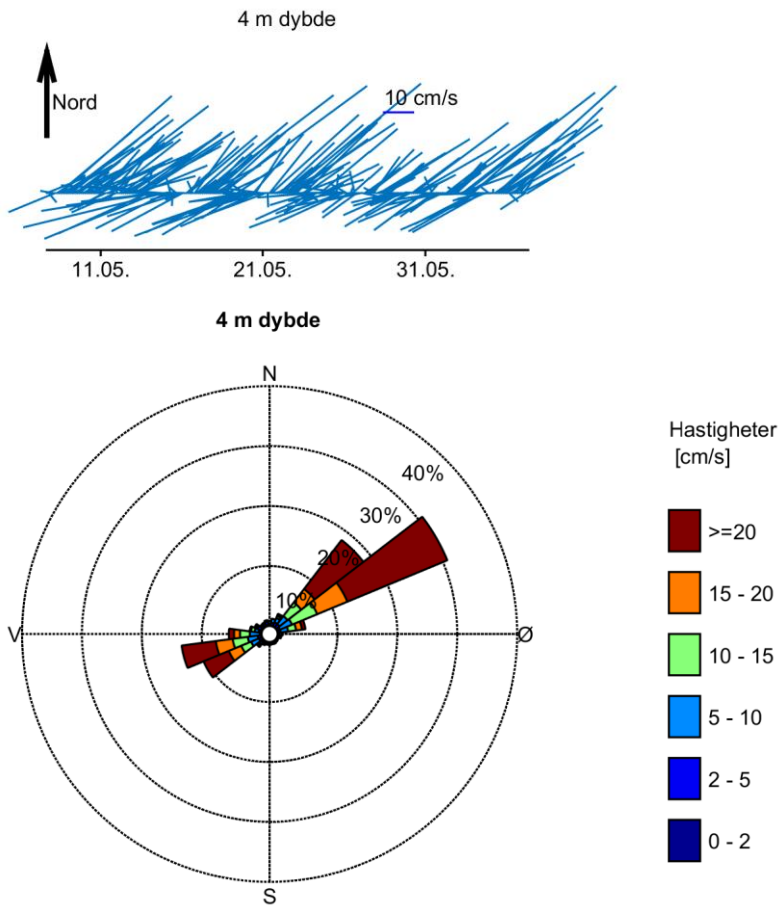 4 m dybde
Nord
10 cm/s
11.05.
21.05.
31.05.
4 m dybde
N
40%
30%
20%
10%
V
Ø
S
Hastigheter
[cm/s]
>=20
15 - 20
10 - 15
5 - 10
2 - 5
0 - 2